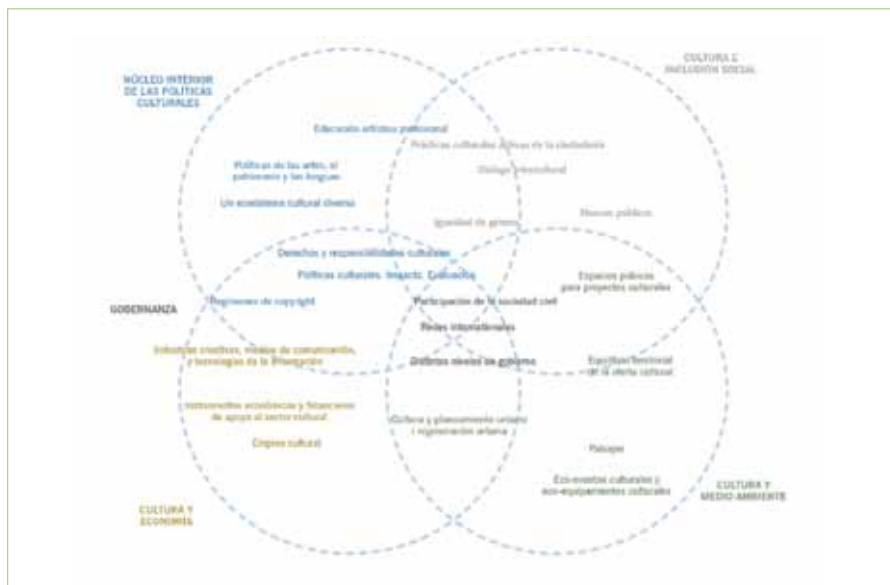 NÚCLEO INTERIOR
DE LAS POLÍTICAS
CULTURALES
CULTURA E
INCLUSIÓN SOCIAL
Educación artística profesional
Prácticas culturales activas de la ciudadanía
Políticas de las artes, el
patrimonio y las lenguas
Diálogo intercultural
Un ecosistema cultural diverso
Igualdad de género
Nuevos públicos
Derechos y responsabilidades culturales
Políticas culturales. Impacto. Evaluación
Espacios públicos
para proyectos culturales
GOBERNANZA
Regímenes de copyright
Participación de la sociedad civil
Redes internationales
Industrias creativas, medios de comunicación,
y tecnologías de la información
Distintos niveles de gobierno
Equilibrio territorial
de la oferta cultural
Instrumentos económicos y financieros
de apoyo al sector cultural
Cultura y planeamiento urbano
i regeneración urbana
Empleo cultural
Paisajes
Eco-eventos culturales y
eco-equipamientos culturales
CULTURA Y
ECONOMÍA
CULTURA Y
MEDIO AMBIENTE